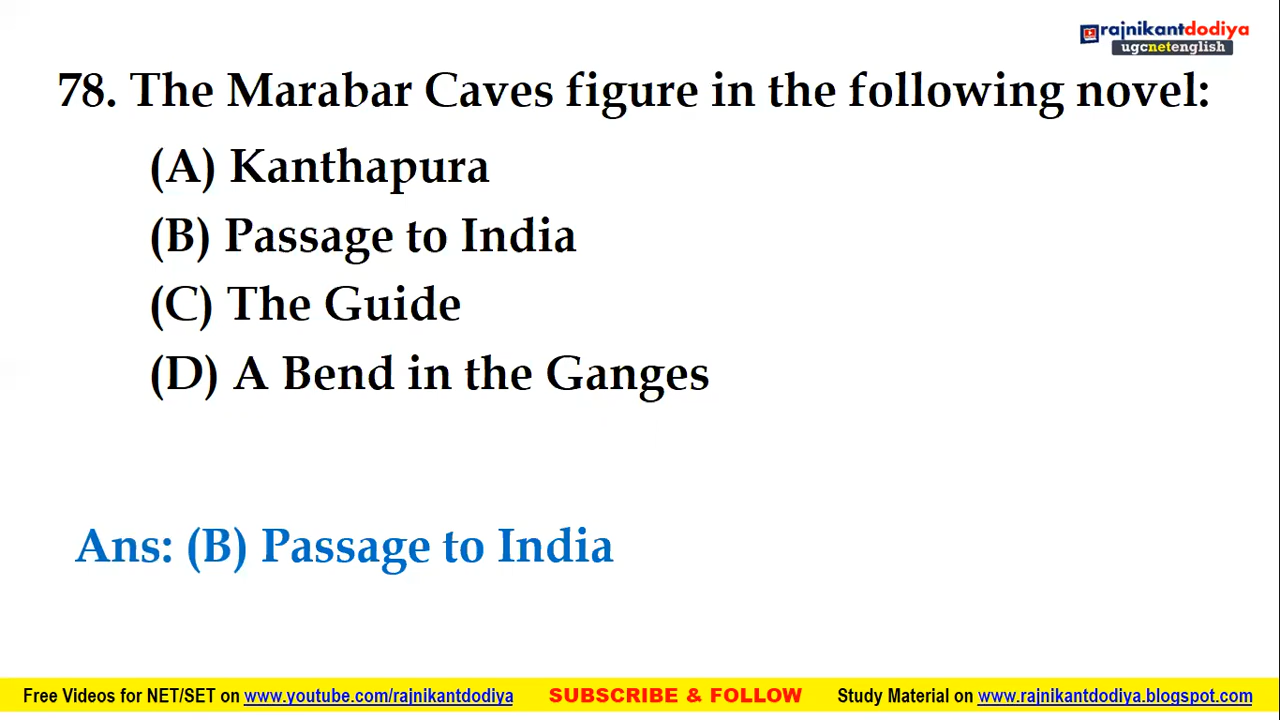 rajnikantdodiya
ugcnetenglish
78. The Marabar Caves figure in the following novel:
(A) Kanthapura
(B) Passage to India
(C) The Guide
(D) A Bend in the Ganges
Ans: (B) Passage to India
Free Videos for NET/SET on www.youtube.com/rajnikantdodiya SUBSCRIBE & FOLLOW Study Material on www.rajnikantdodiya.blogspot.com